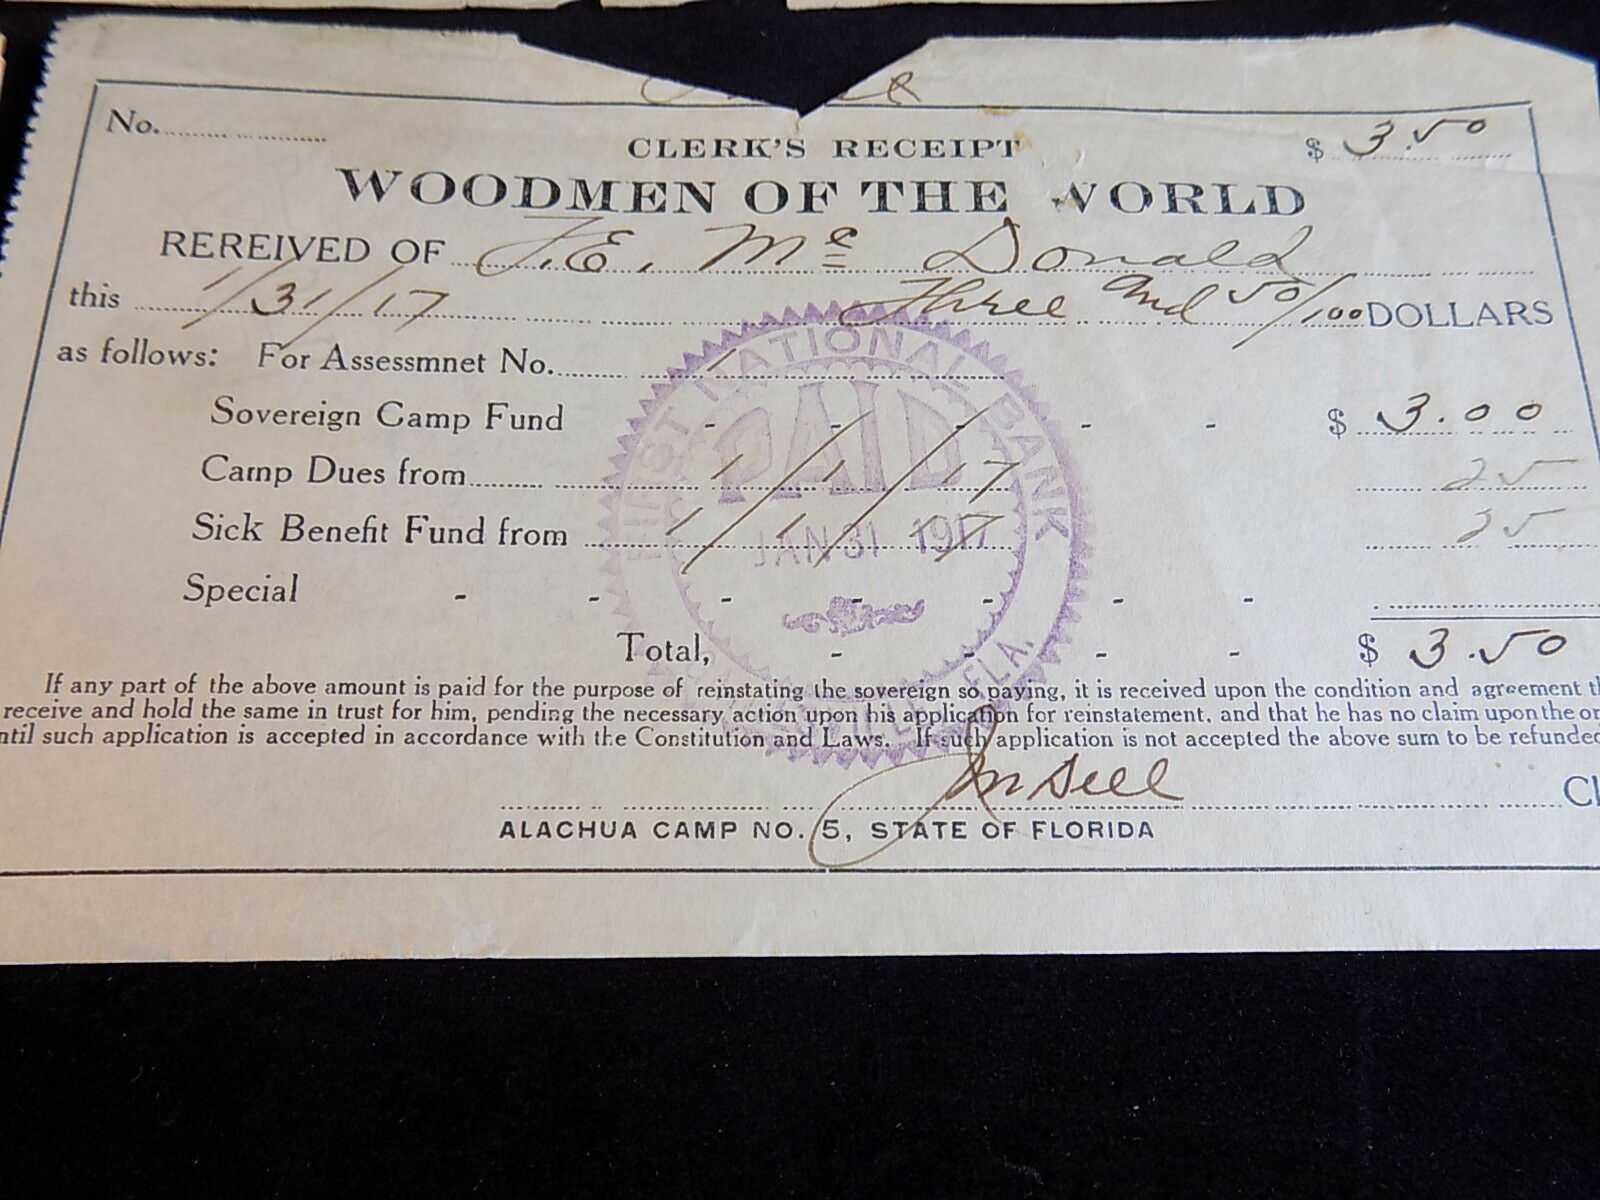 No.
CLERK'S RECEIPT
$ 3.50
WOODMEN OF THE WORLD
REREIVED OF J.E. Mc Donald
this 1/31/17 Three and 50/100 DOLLARS
as follows: For Assessmnet No. 1
Sovereign Camp Fund - - - - - $ 3.00
Camp Dues from 1/1/17 25
Sick Benefit Fund from 1/1/17 25
Special - - - - - - -
Total, - - - - $ 3.50
If any part of the above amount is paid for the purpose of reinstating the sovereign so paying, it is received upon the condition and agreement
receive and hold the same in trust for him, pending the necessary action upon his application for reinstatement, and that he has no claim upon the
until such application is accepted in accordance with the Constitution and Laws. If such application is not accepted the above sum to be refunded
ALACHUA CAMP NO. 5, STATE OF FLORIDA
FIRST NATIONAL BANK
PAID
JAN 31 1917
FLA.